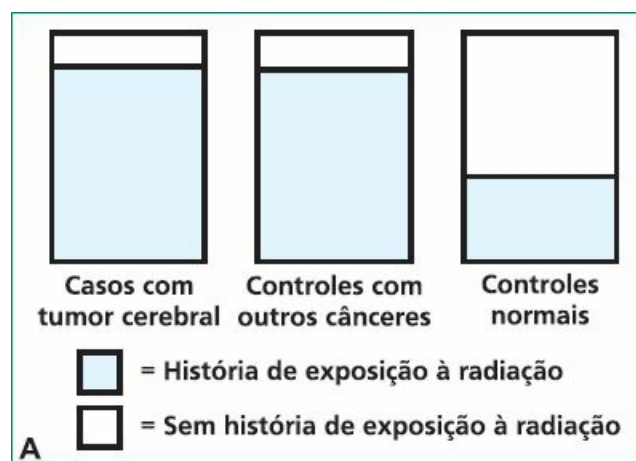 Casos com
tumor cerebral
Controles com
outros cânceres
Controles
normais
= História de exposição à radiação
= Sem história de exposição à radiação
A